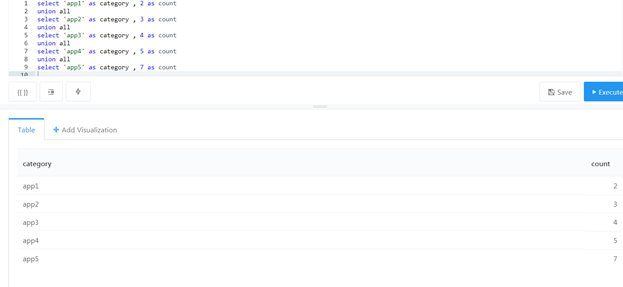 1 select 'app1' as category , 2 as count
2 union all
3 select 'app2' as category , 3 as count
4 union all
5 select 'app3' as category , 4 as count
6 union all
7 select 'app4' as category , 5 as count
8 union all
9 select 'app5' as category , 7 as count
10
{{ }} Save Execute
Table + Add Visualization
category count
app1 2
app2 3
app3 4
app4 5
app5 7